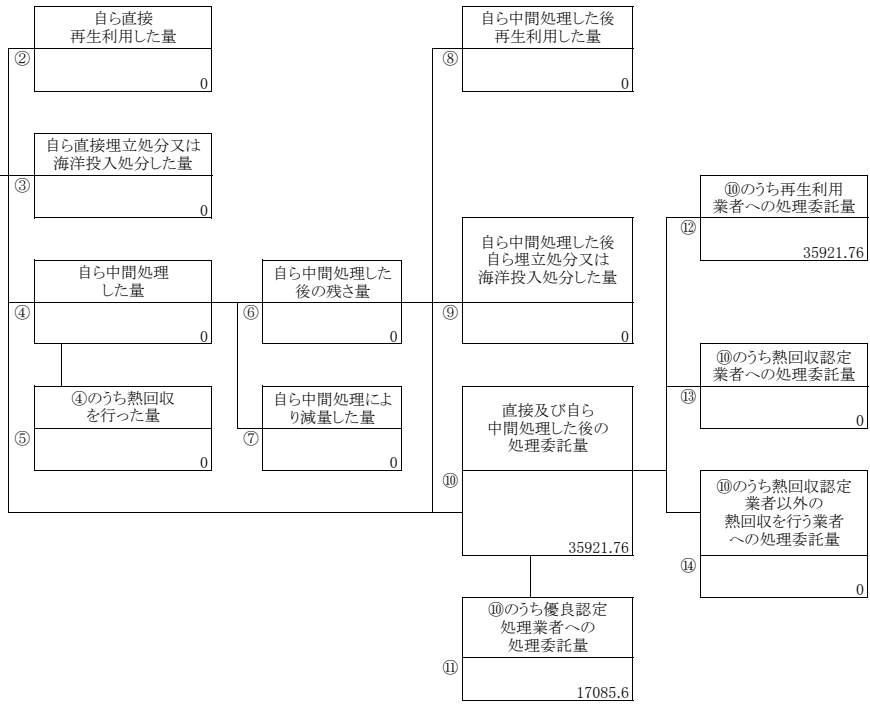 自ら直接
再生利用した量
②
0
自ら直接埋立処分又は
海洋投入処分した量
③
0
自ら中間処理
した量
④
0
④のうち熱回収
を行った量
⑤
0
自ら中間処理した
後の残さ量
⑥
0
自ら中間処理によ
り減量した量
⑦
0
自ら中間処理した後
再生利用した量
⑧
0
自ら中間処理した後
自ら埋立処分又は
海洋投入処分した量
⑨
0
直接及び自ら
中間処理した後の
処理委託量
⑩
35921.76
⑩のうち優良認定
処理業者への
処理委託量
⑪
17085.6
⑩のうち再生利用
業者への処理委託量
⑫
35921.76
⑩のうち熱回収認定
業者への処理委託量
⑬
0
⑩のうち熱回収認定
業者以外の
熱回収を行う業者
への処理委託量
⑭
0